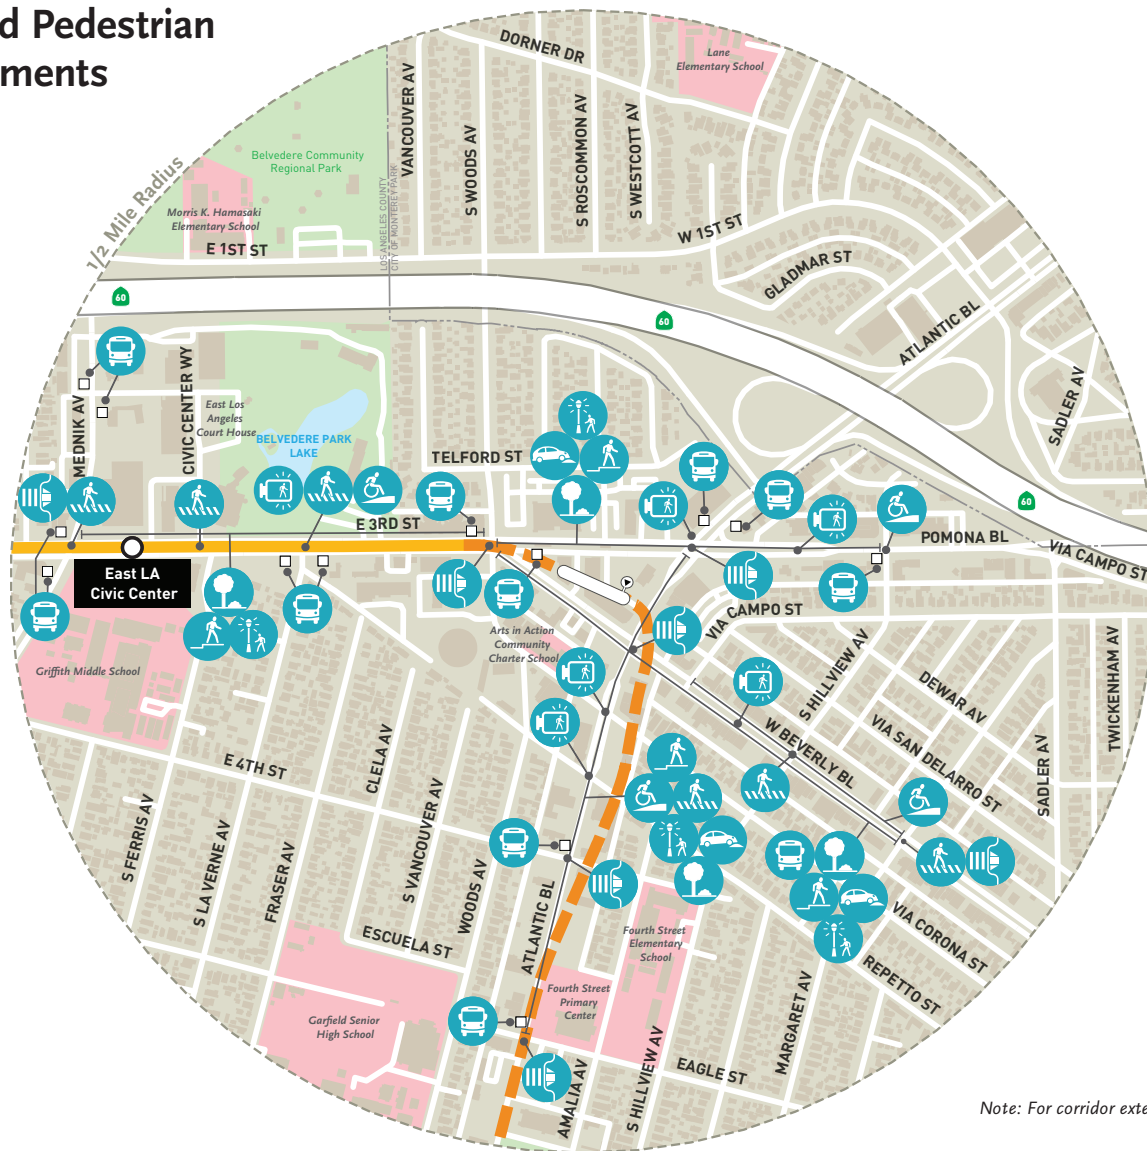 d Pedestrian
ments
1/2 Mile Radius
DORNER DR
Lane
Elementary School
VANCOUVER AV
S WOODS AV
S ROSCOMMON AV
S WESTCOTT AV
Belvedere Community
Regional Park
LOS ANGELES COUNTY
CITY OF MONTEREY PARK
Morris K. Hamasaki
Elementary School
E 1ST ST
W 1ST ST
GLADMAR ST
ATLANTIC BL
60
60
60
SADLER AV
MEDNIK AV
CIVIC CENTER WY
East Los
Angeles
Court House
BELVEDERE PARK
LAKE
TELFORD ST
E 3RD ST
POMONA BL
VIA CAMPO ST
East LA
Civic Center
VIA CAMPO ST
Arts in Action
Community
Charter School
Griffith Middle School
S HILLVIEW AV
DEWAR AV
TWICKENHAM AV
VIA SAN DELARRO ST
W BEVERLY BL
SADLER AV
E 4TH ST
CLELA AV
S FERRIS AV
S LA VERNE AV
FRASER AV
S VANCOUVER AV
WOODS AV
ATLANTIC BL
ESCUELA ST
VIA CORONA ST
REPETTO ST
Fourth Street
Elementary
School
Fourth Street
Primary
Center
Garfield Senior
High School
MARGARET AV
EAGLE ST
S HILLVIEW AV
AMALIA AV
Note: For corridor exte